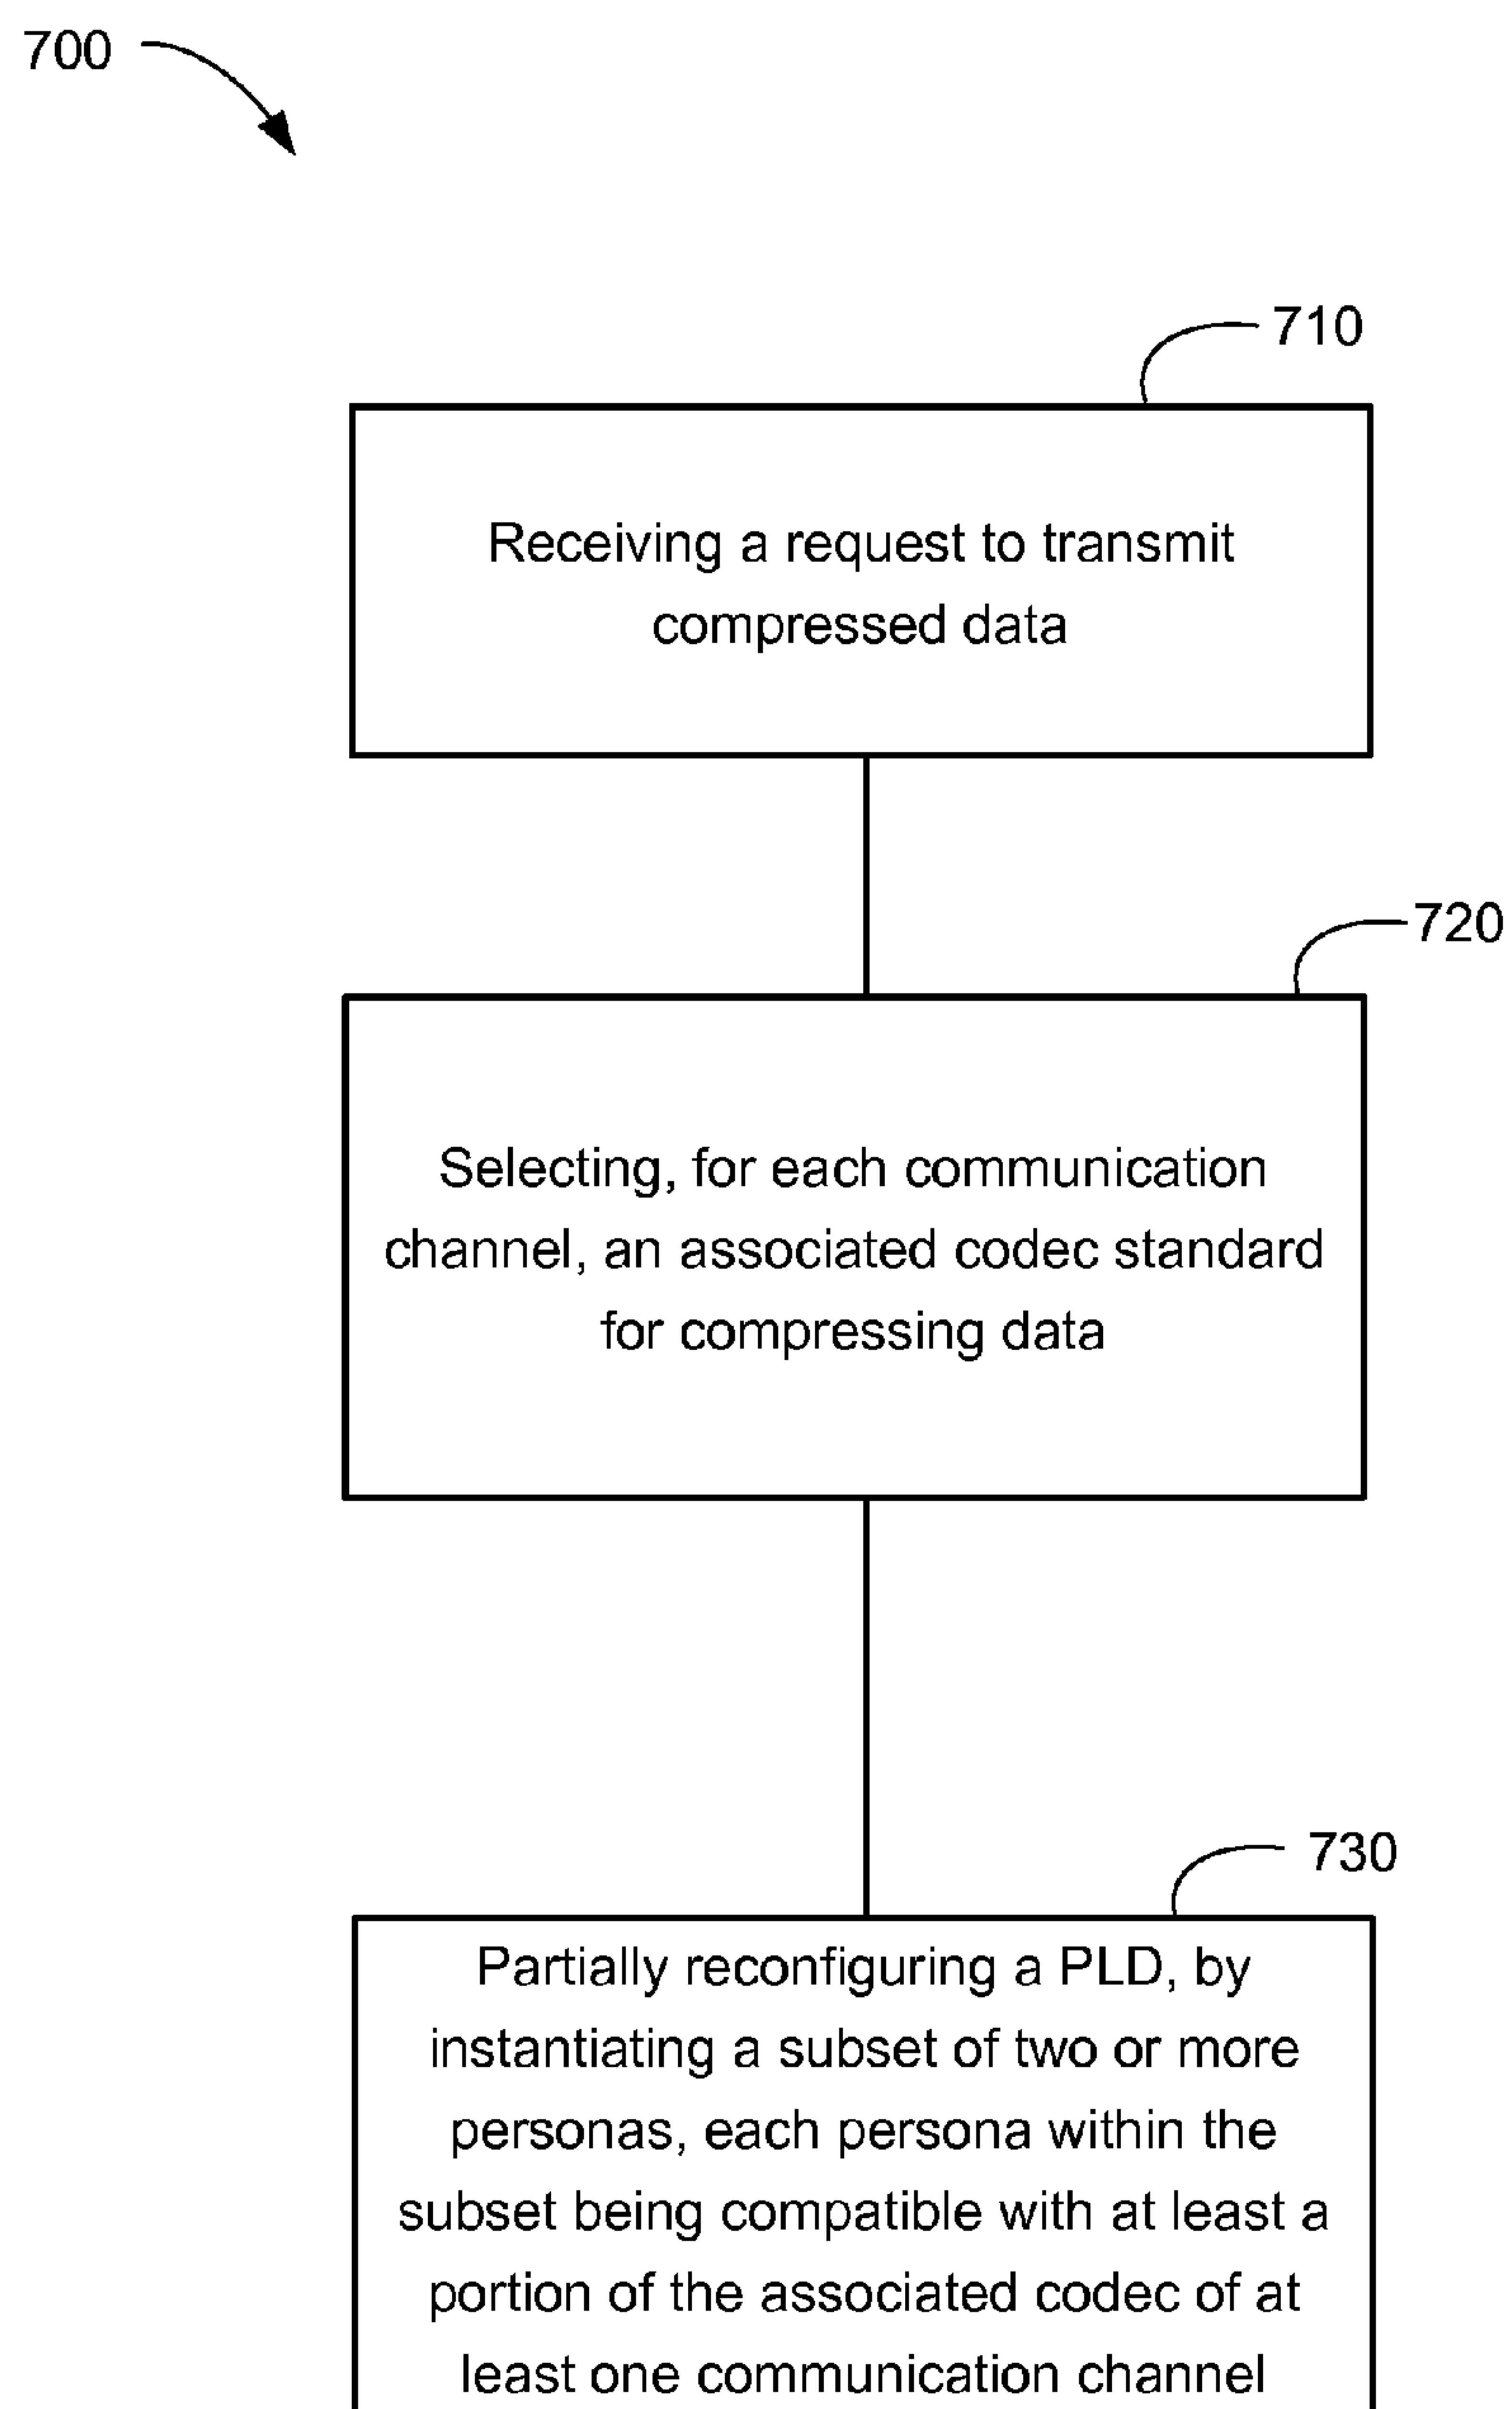 700
710
Receiving a request to transmit
compressed data
720
Selecting, for each communication
channel, an associated codec standard
for compressing data
730
Partially reconfiguring a PLD, by
instantiating a subset of two or more
personas, each persona within the
subset being compatible with at least a
portion of the associated codec of at
least one communication channel